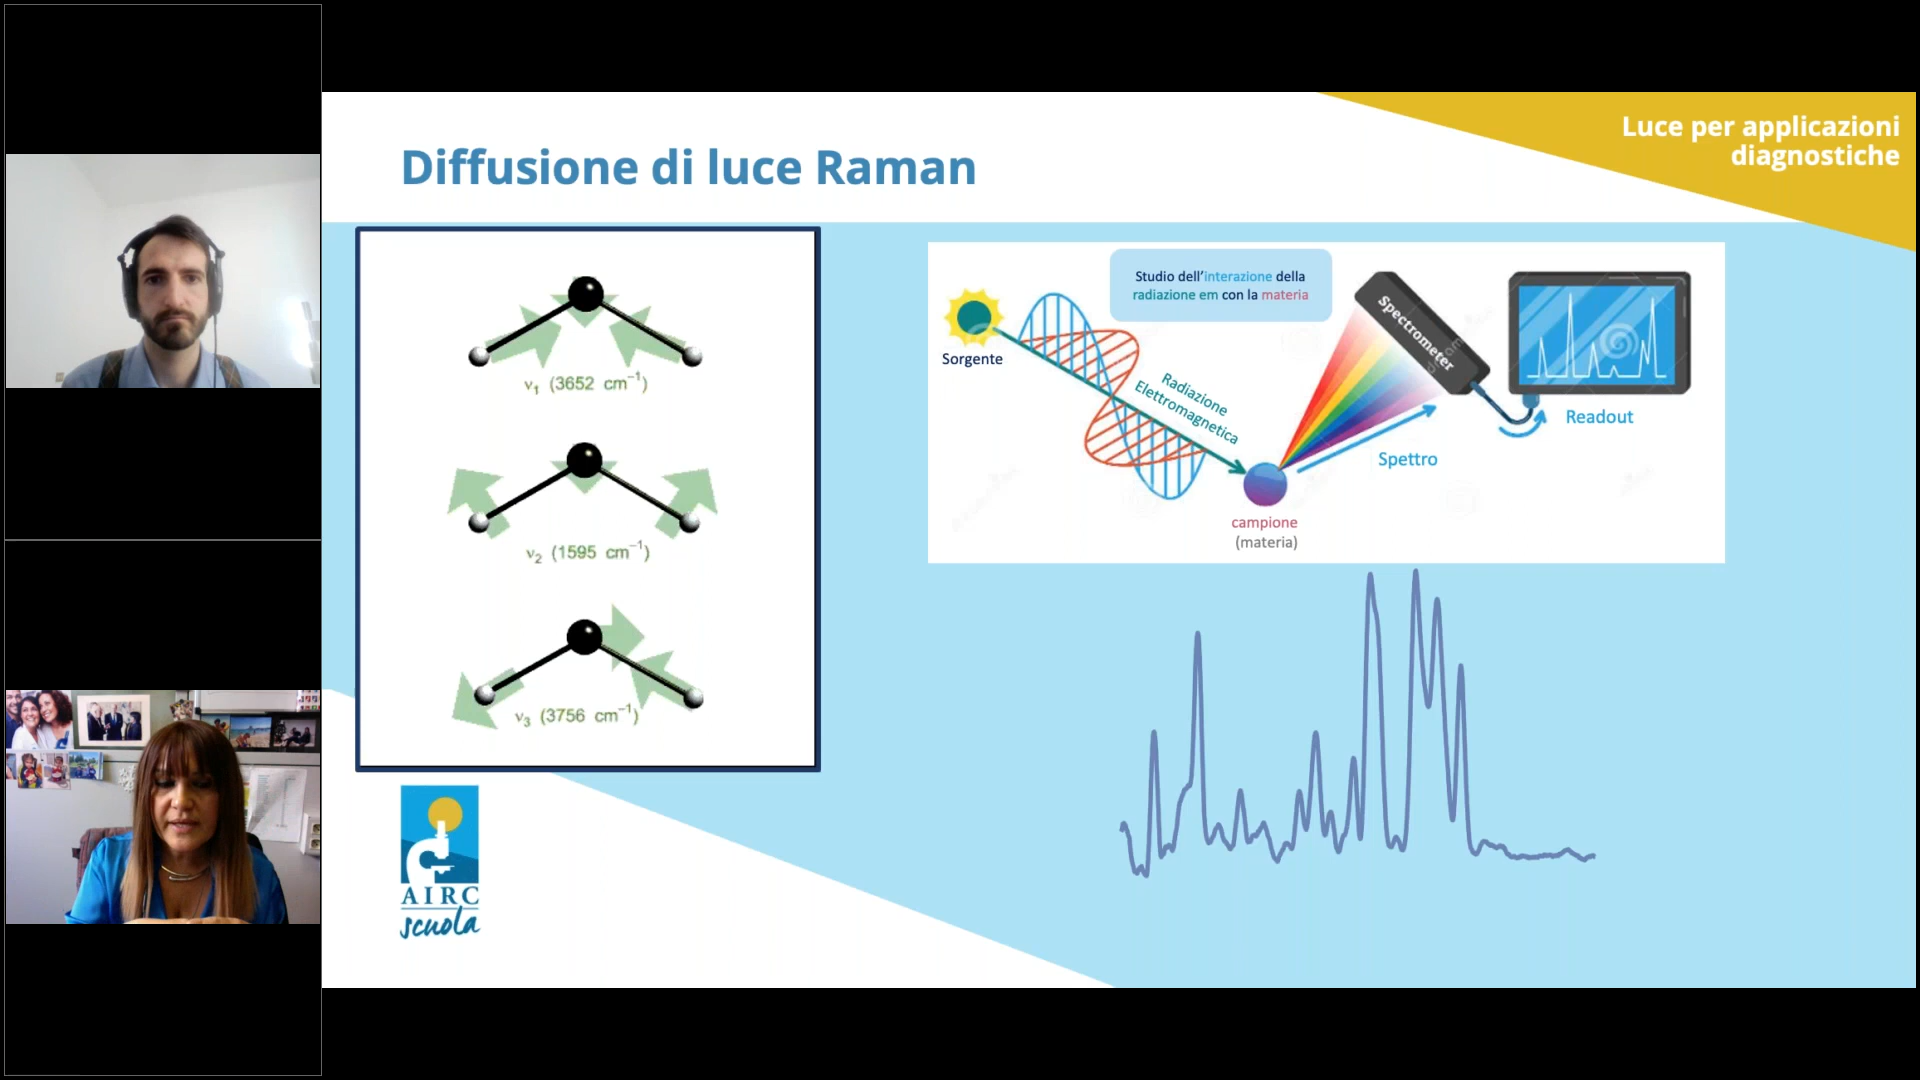 Diffusione di luce Raman
Luce per applicazioni
diagnostiche
ν1 (3652 cm−1)
ν2 (1595 cm−1)
ν3 (3756 cm−1)
Studio dell'interazione della
radiazione em con la materia
Sorgente
Radiazione
Elettromagnetica
Spectrometer
Readout
Spettro
campione
(materia)
AIRC
scuola